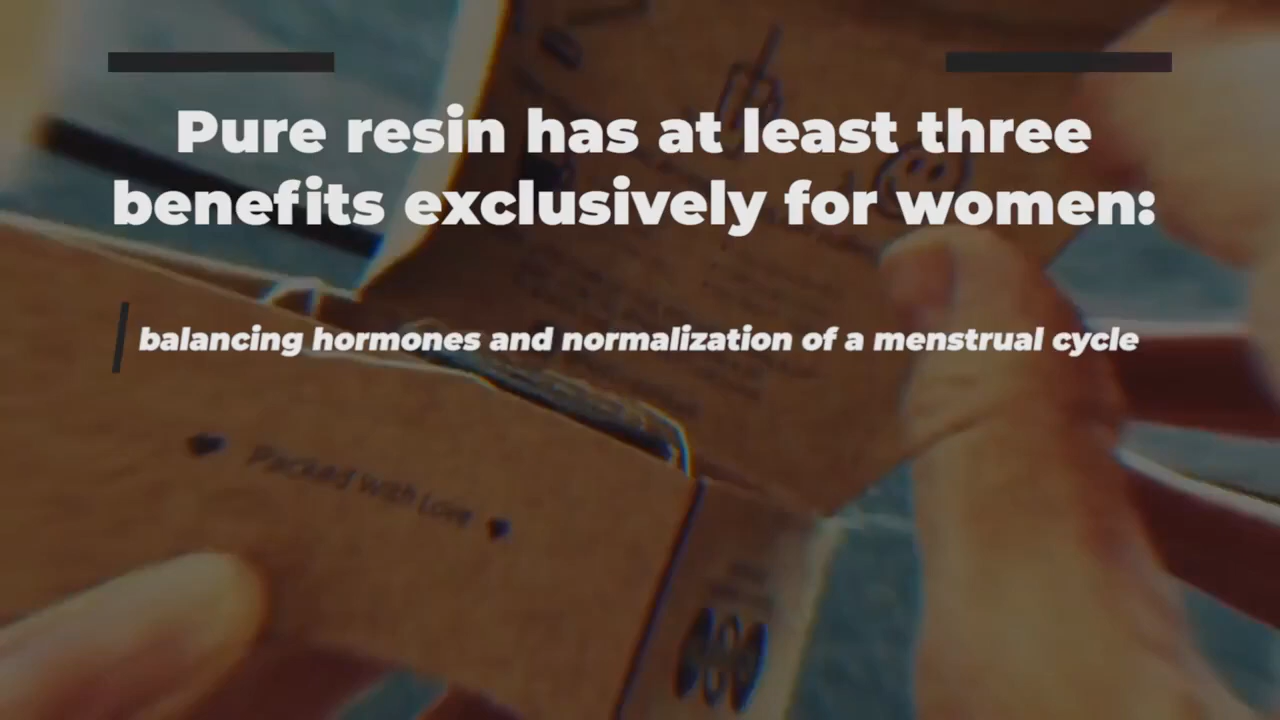 Pure resin has at least three
benefits exclusively for women:
balancing hormones and normalization of a menstrual cycle
Packed with Love